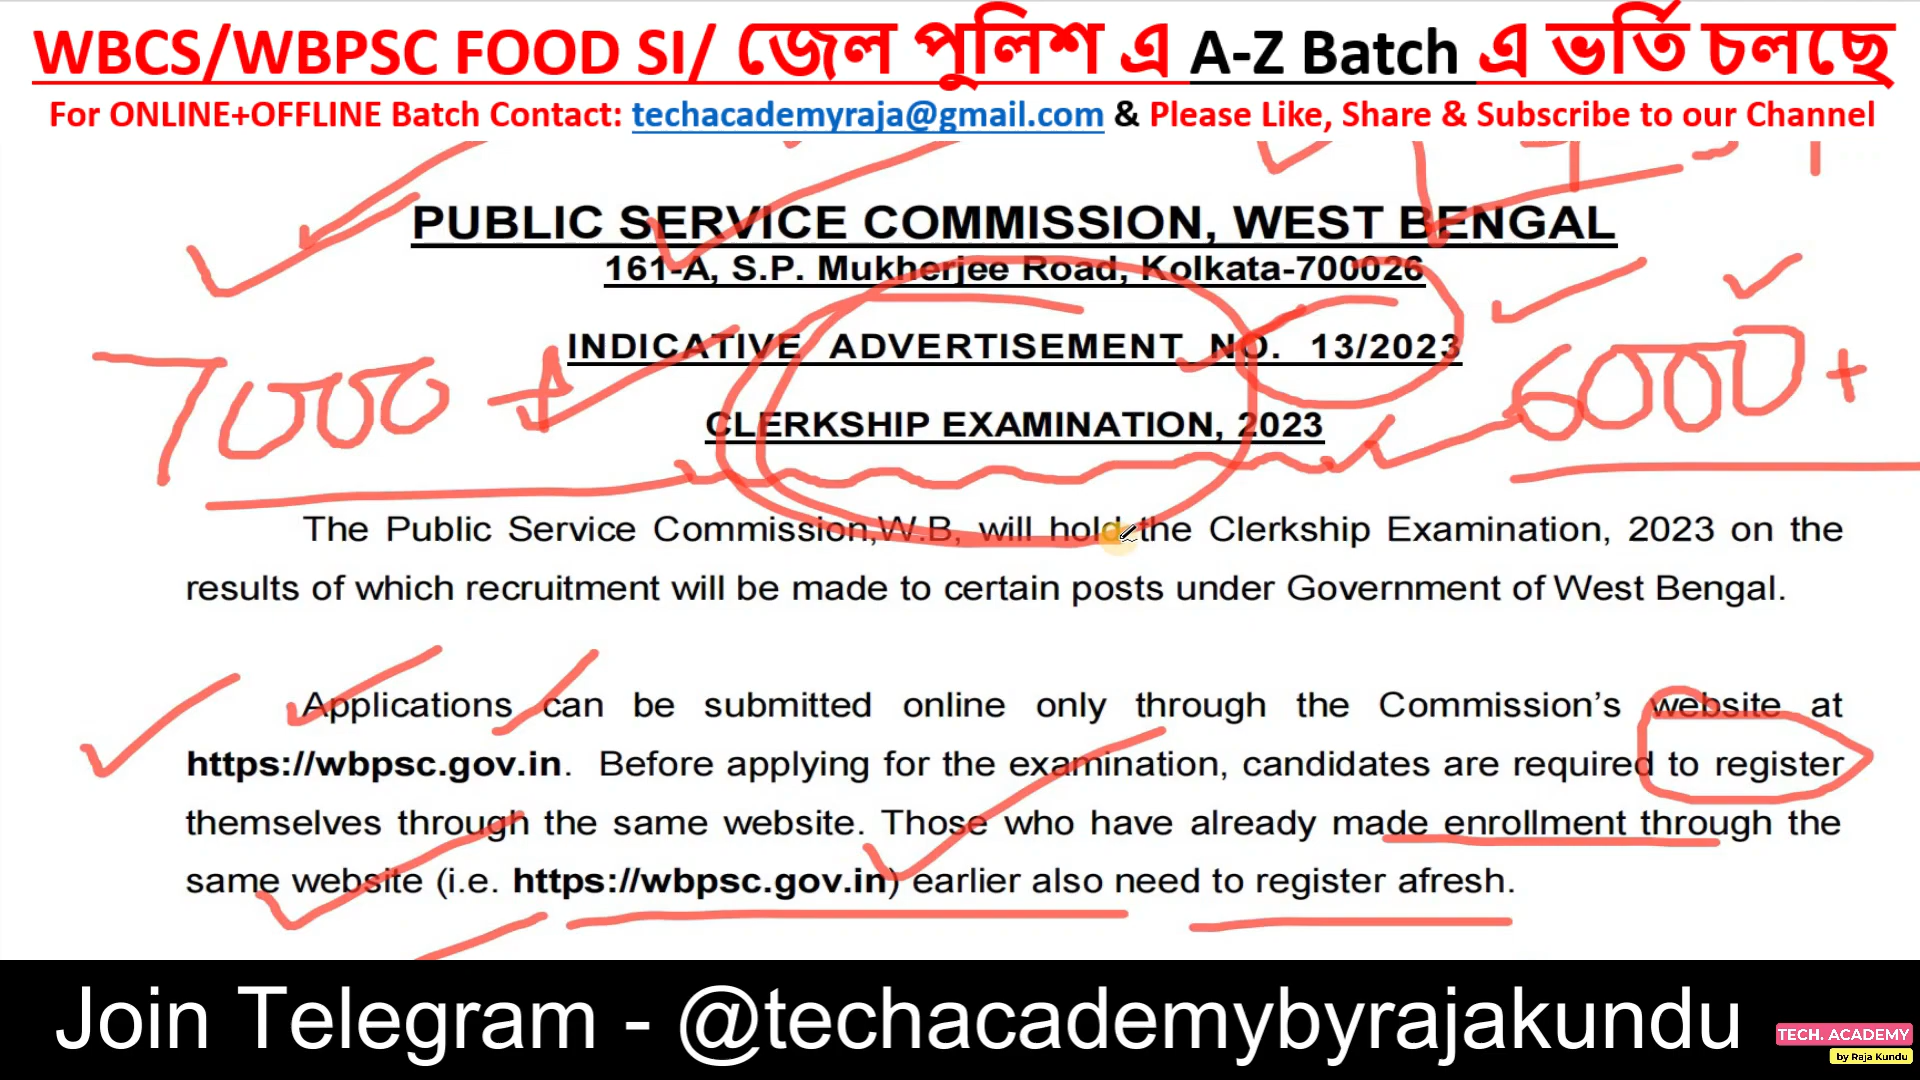 WBCS/WBPSC FOOD SI/ জেল পুলিশ এ A-Z Batch এ ভর্তি চলছে
For ONLINE+OFFLINE Batch Contact: techacademyraja@gmail.com & Please Like, Share & Subscribe to our Channel
PUBLIC SERVICE COMMISSION, WEST BENGAL
161-A, S.P. Mukherjee Road, Kolkata-700026
INDICATIVE ADVERTISEMENT NO. 13/2023
7000 +
6000+
CLERKSHIP EXAMINATION, 2023
The Public Service Commission,W.B, will hold the Clerkship Examination, 2023 on the
results of which recruitment will be made to certain posts under Government of West Bengal.
Applications can be submitted online only through the Commission's website at
https://wbpsc.gov.in. Before applying for the examination, candidates are required to register
themselves through the same website. Those who have already made enrollment through the
same website (i.e. https://wbpsc.gov.in) earlier also need to register afresh.
Join Telegram - @techacademybyrajakundu
TECH. ACADEMY
by Raja Kundu